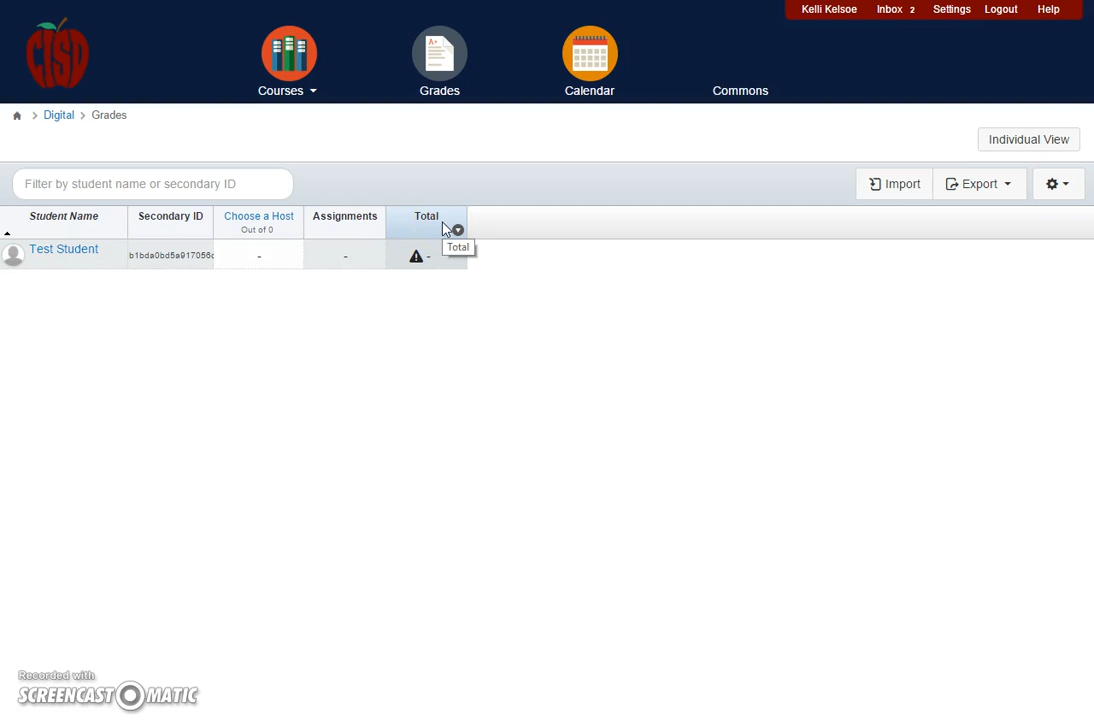 Kelli Kelsoe Inbox 2 Settings Logout Help
CISD
A+
Courses Grades Calendar Commons
Digital Grades
Individual View
Filter by student name or secondary ID
Import Export
Student Name Secondary ID Choose a Host Assignments Total
Out of 0
Total
Test Student b1bda0bd5a917056c - - -
Recorded with
SCREENCAST O MATIC